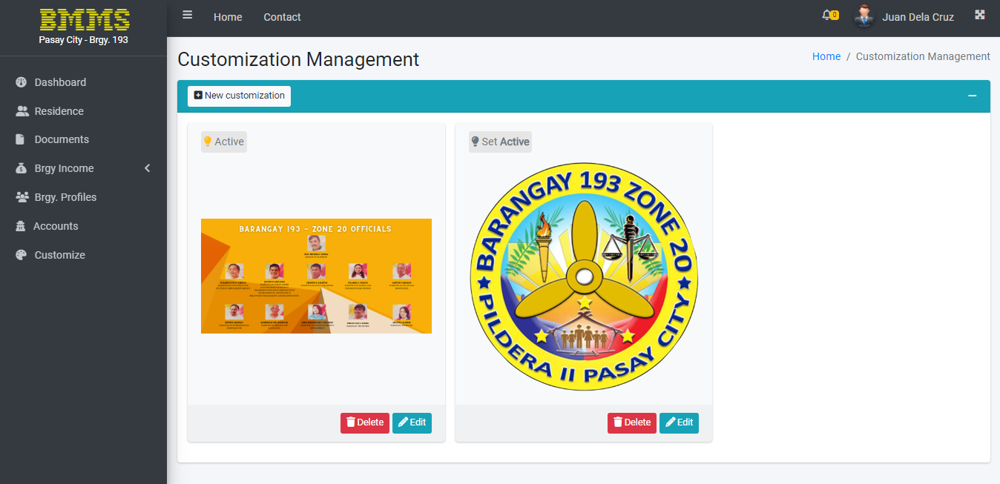 BMMS
Pasay City - Brgy. 193
Home
Contact
0
Juan Dela Cruz
Customization Management
Home / Customization Management
Dashboard
Residence
Documents
Brgy Income
Brgy. Profiles
Accounts
Customize
New customization
Active
BARANGAY 193 - ZONE 20 OFFICIALS
Delete
Edit
Set Active
BARANGAY 193 ZONE 20
PILDERA II PASAY CITY
Delete
Edit